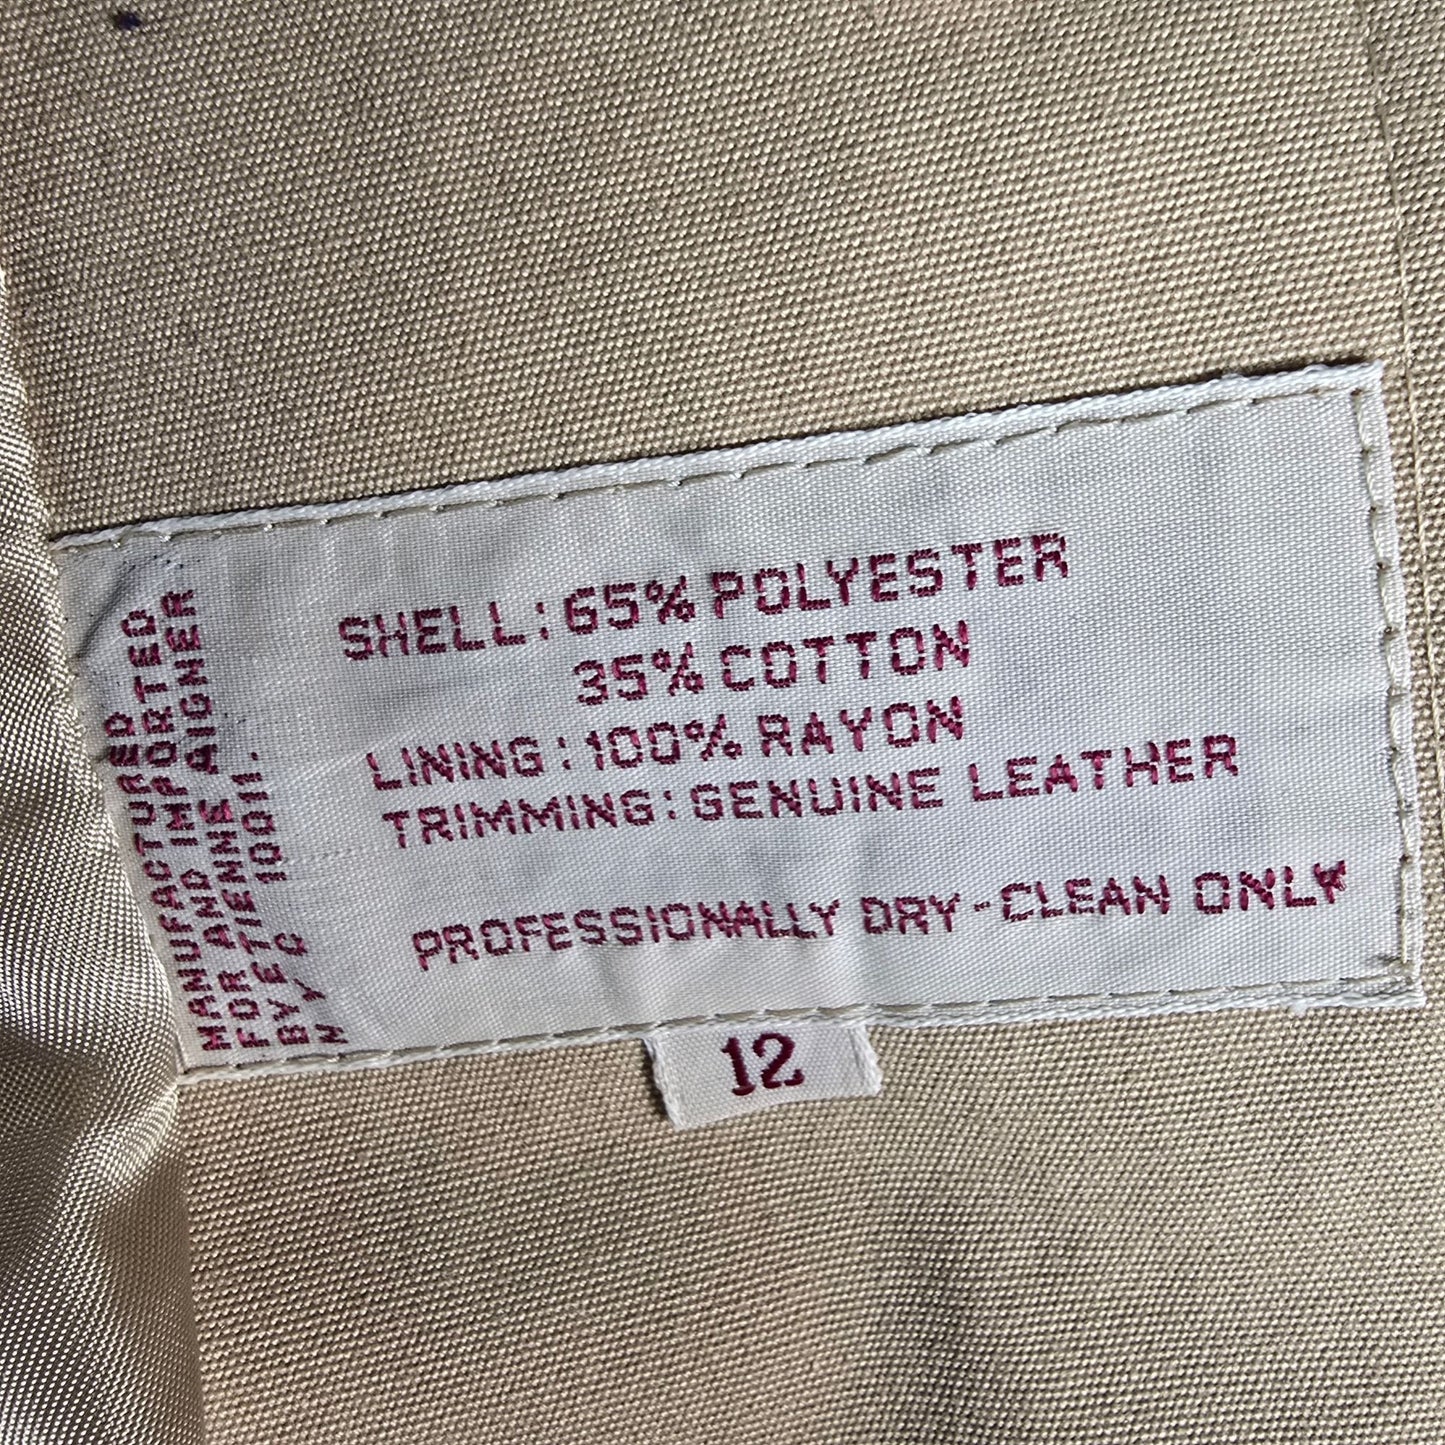 SHELL: 65% POLYESTER
35% COTTON
LINING: 100% RAYON
TRIMMING: GENUINE LEATHER
PROFESSIONALLY DRY-CLEAN ONLY
MANUFACTURED
AND IMPORTED
FOR ETIENNE AIGNER
BY E C
N Y 10011.
12